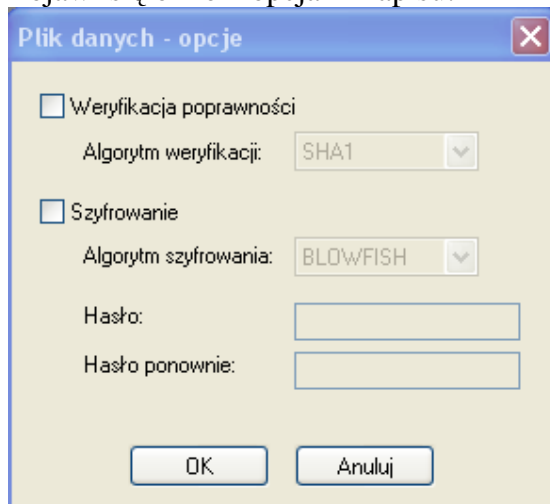 Plik danych - opcje
Weryfikacja poprawności
Algorytm weryfikacji: SHA1
Szyfrowanie
Algorytm szyfrowania: BLOWFISH
Hasło:
Hasło ponownie:
OK Anuluj